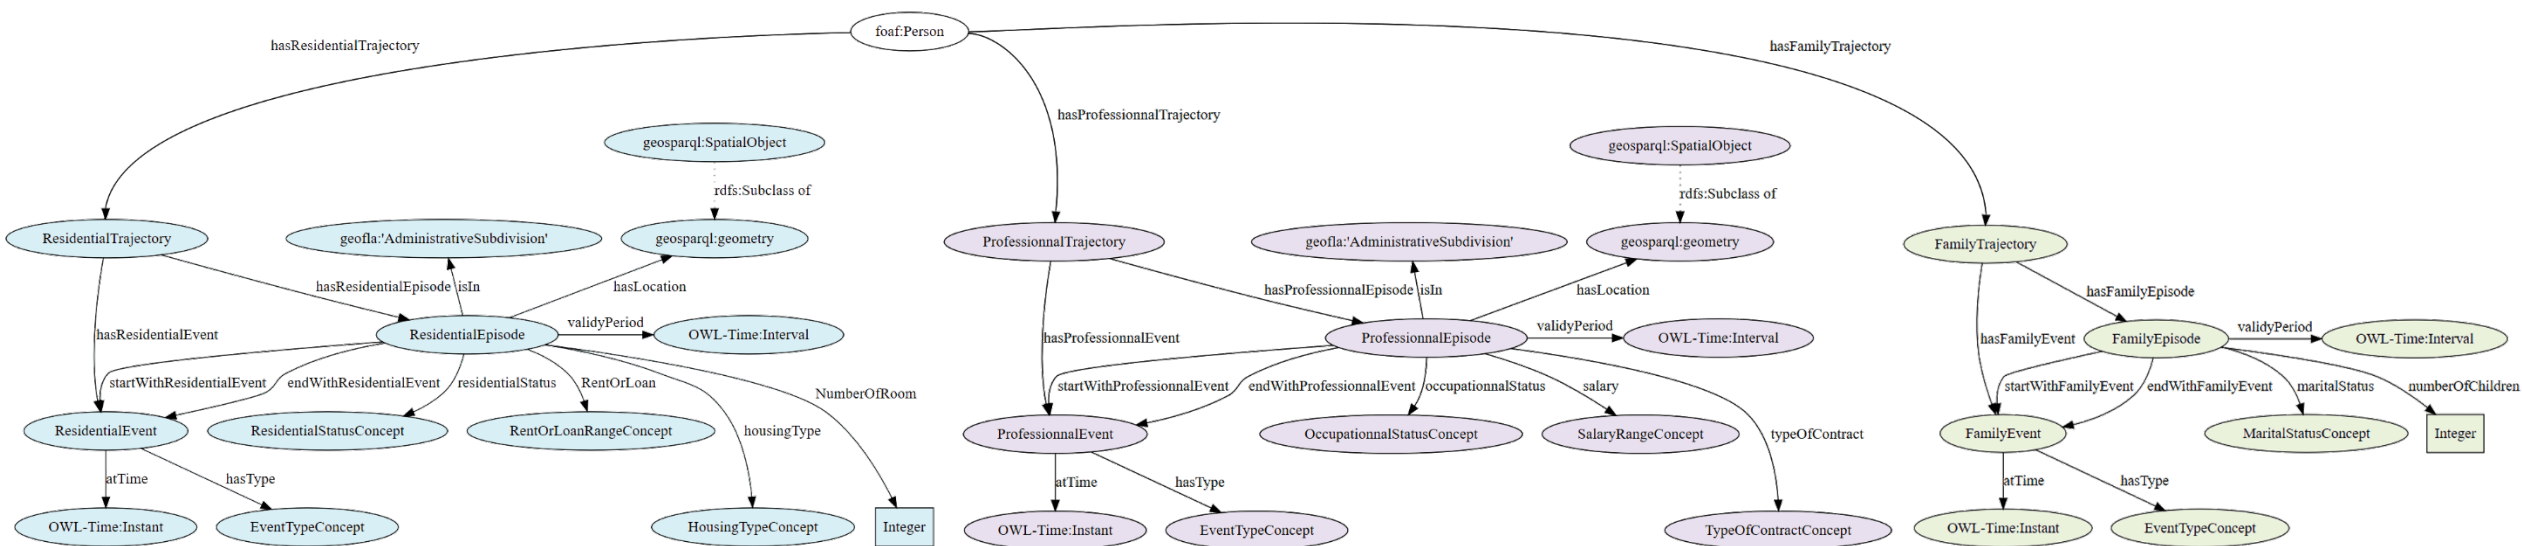 foaf:Person
hasResidentialTrajectory
hasFamilyTrajectory
hasProfessionnalTrajectory
geosparql:SpatialObject
geosparql:SpatialObject
rdfs:Subclass of
rdfs:Subclass of
ResidentialTrajectory
geofla:'AdministrativeSubdivision'
geosparql:geometry
ProfessionnalTrajectory
geofla:'AdministrativeSubdivision'
geosparql:geometry
FamilyTrajectory
hasResidentialEpisode
isIn
hasLocation
hasProfessionnalEpisode
isIn
hasLocation
hasFamilyEpisode
hasResidentialEvent
ResidentialEpisode
validyPeriod
OWL-Time:Interval
hasProfessionnalEvent
ProfessionnalEpisode
validyPeriod
OWL-Time:Interval
hasFamilyEvent
FamilyEpisode
validyPeriod
OWL-Time:Interval
startWithResidentialEvent
endWithResidentialEvent
residentialStatus
RentOrLoan
NumberOfRoom
startWithProfessionnalEvent
endWithProfessionnalEvent
occupationnalStatus
salary
startWithFamilyEvent
endWithFamilyEvent
maritalStatus
numberOfChildren
ResidentialEvent
ResidentialStatusConcept
RentOrLoanRangeConcept
housingType
ProfessionnalEvent
OccupationnalStatusConcept
SalaryRangeConcept
typeOfContract
FamilyEvent
MaritalStatusConcept
Integer
atTime
hasType
atTime
hasType
atTime
hasType
OWL-Time:Instant
EventTypeConcept
HousingTypeConcept
Integer
OWL-Time:Instant
EventTypeConcept
TypeOfContractConcept
OWL-Time:Instant
EventTypeConcept